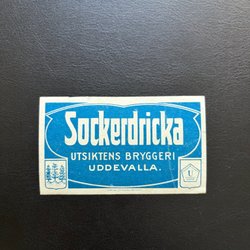 Sockerdricka
UTSIKTENS BRYGGERI
UDDEVALLA.